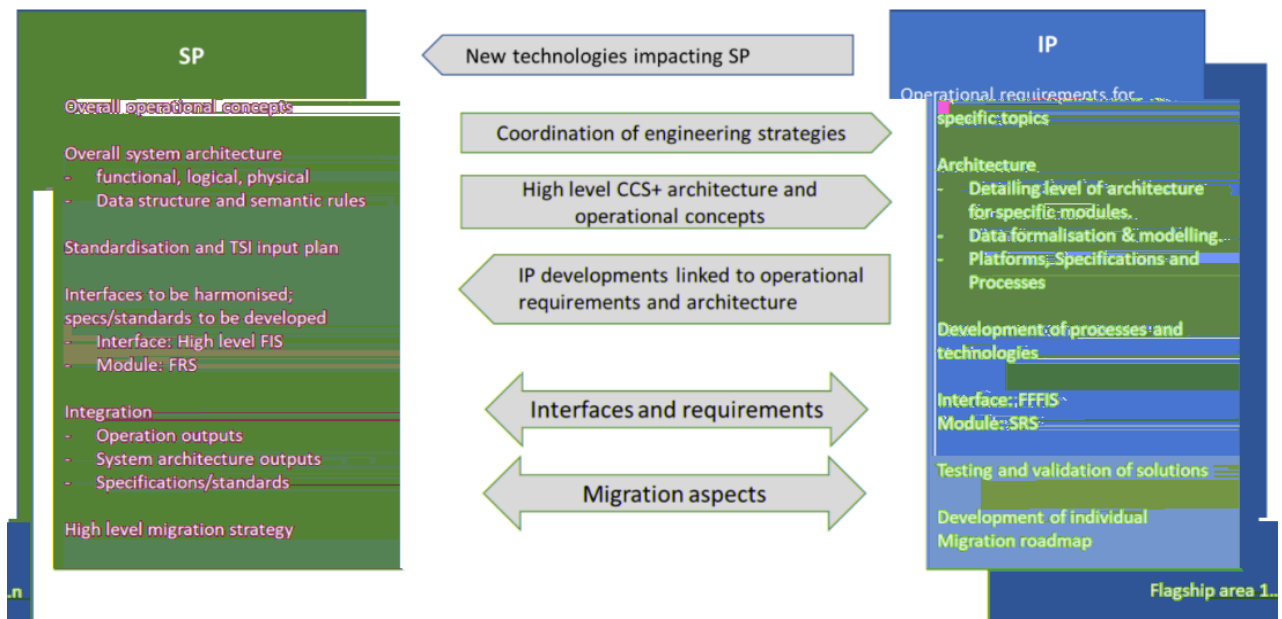 SP
Overall operational concepts
Overall system architecture
- functional, logical, physical
- Data structure and semantic rules
Standardisation and TSI input plan
Interfaces to be harmonised;
specs/standards to be developed
- Interface: High level FIS
- Module: FRS
Integration
- Operation outputs
- System architecture outputs
- Specifications/standards
High level migration strategy
New technologies impacting SP
Coordination of engineering strategies
High level CCS+ architecture and
operational concepts
IP developments linked to operational
requirements and architecture
Interfaces and requirements
Migration aspects
IP
Operational requirements for
specific topics
Architecture
- Detailing level of architecture
for specific modules.
- Data formalisation & modelling.
- Platforms, Specifications and
Processes
Development of processes and
technologies
Interface: FFFIS
Module: SRS
Testing and validation of solutions
Development of individual
Migration roadmap
Flagship area 1..
.n